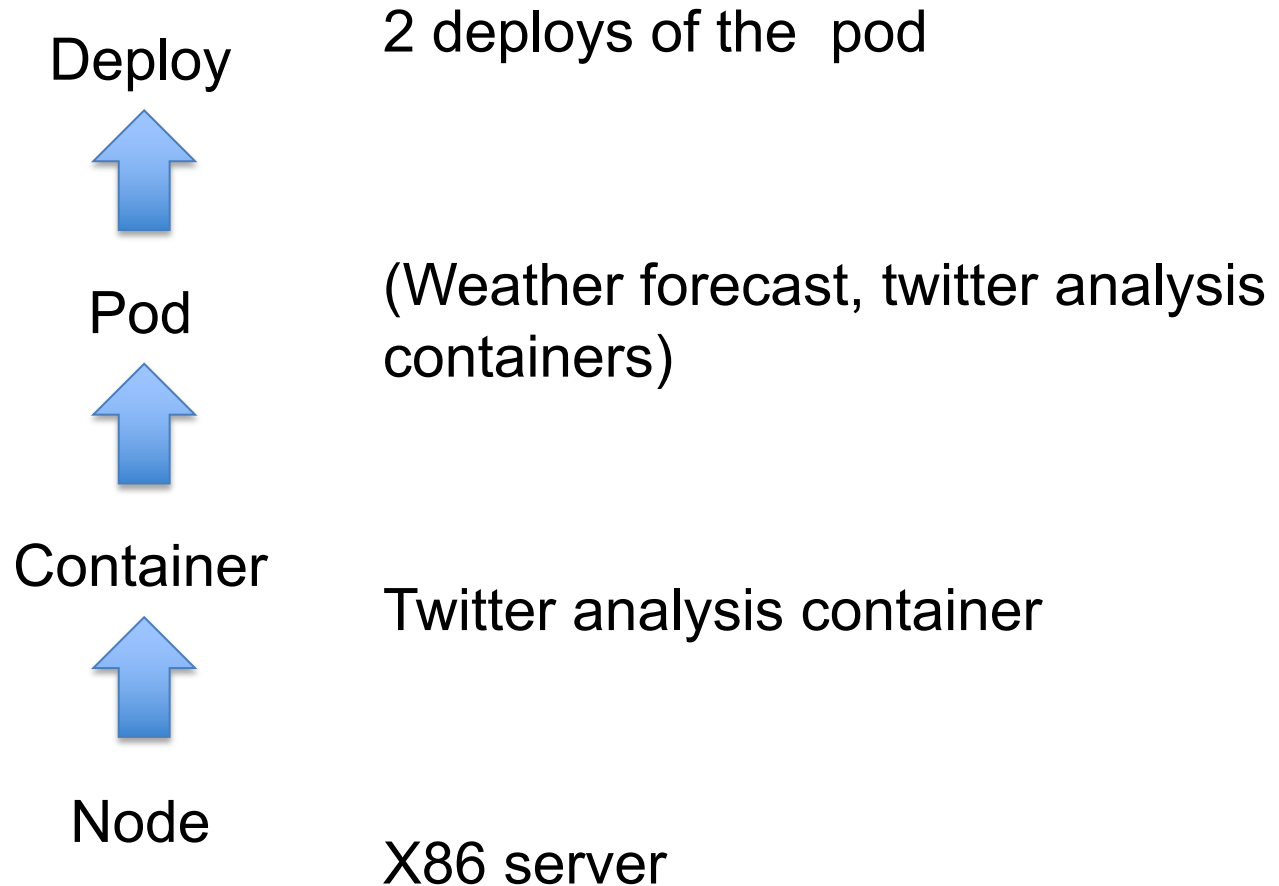 Deploy
2 deploys of the  pod
Pod
(Weather forecast, twitter analysis
containers)
Container
Twitter analysis container
Node
X86 server